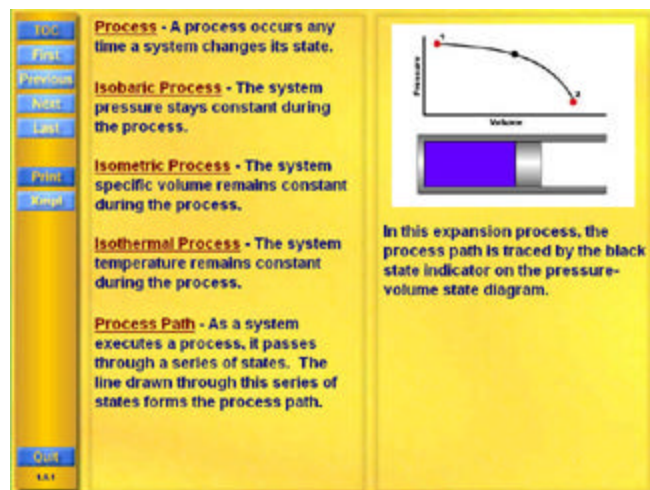 TOC
First
Previous
Next
Last
Print
Xmpl
Quit
1.5.1
Process - A process occurs any
time a system changes its state.
Isobaric Process - The system
pressure stays constant during
the process.
Isometric Process - The system
specific volume remains constant
during the process.
Isothermal Process - The system
temperature remains constant
during the process.
Process Path - As a system
executes a process, it passes
through a series of states. The
line drawn through this series of
states forms the process path.
Pressure
1
2
Volume
In this expansion process, the
process path is traced by the black
state indicator on the pressure-
volume state diagram.